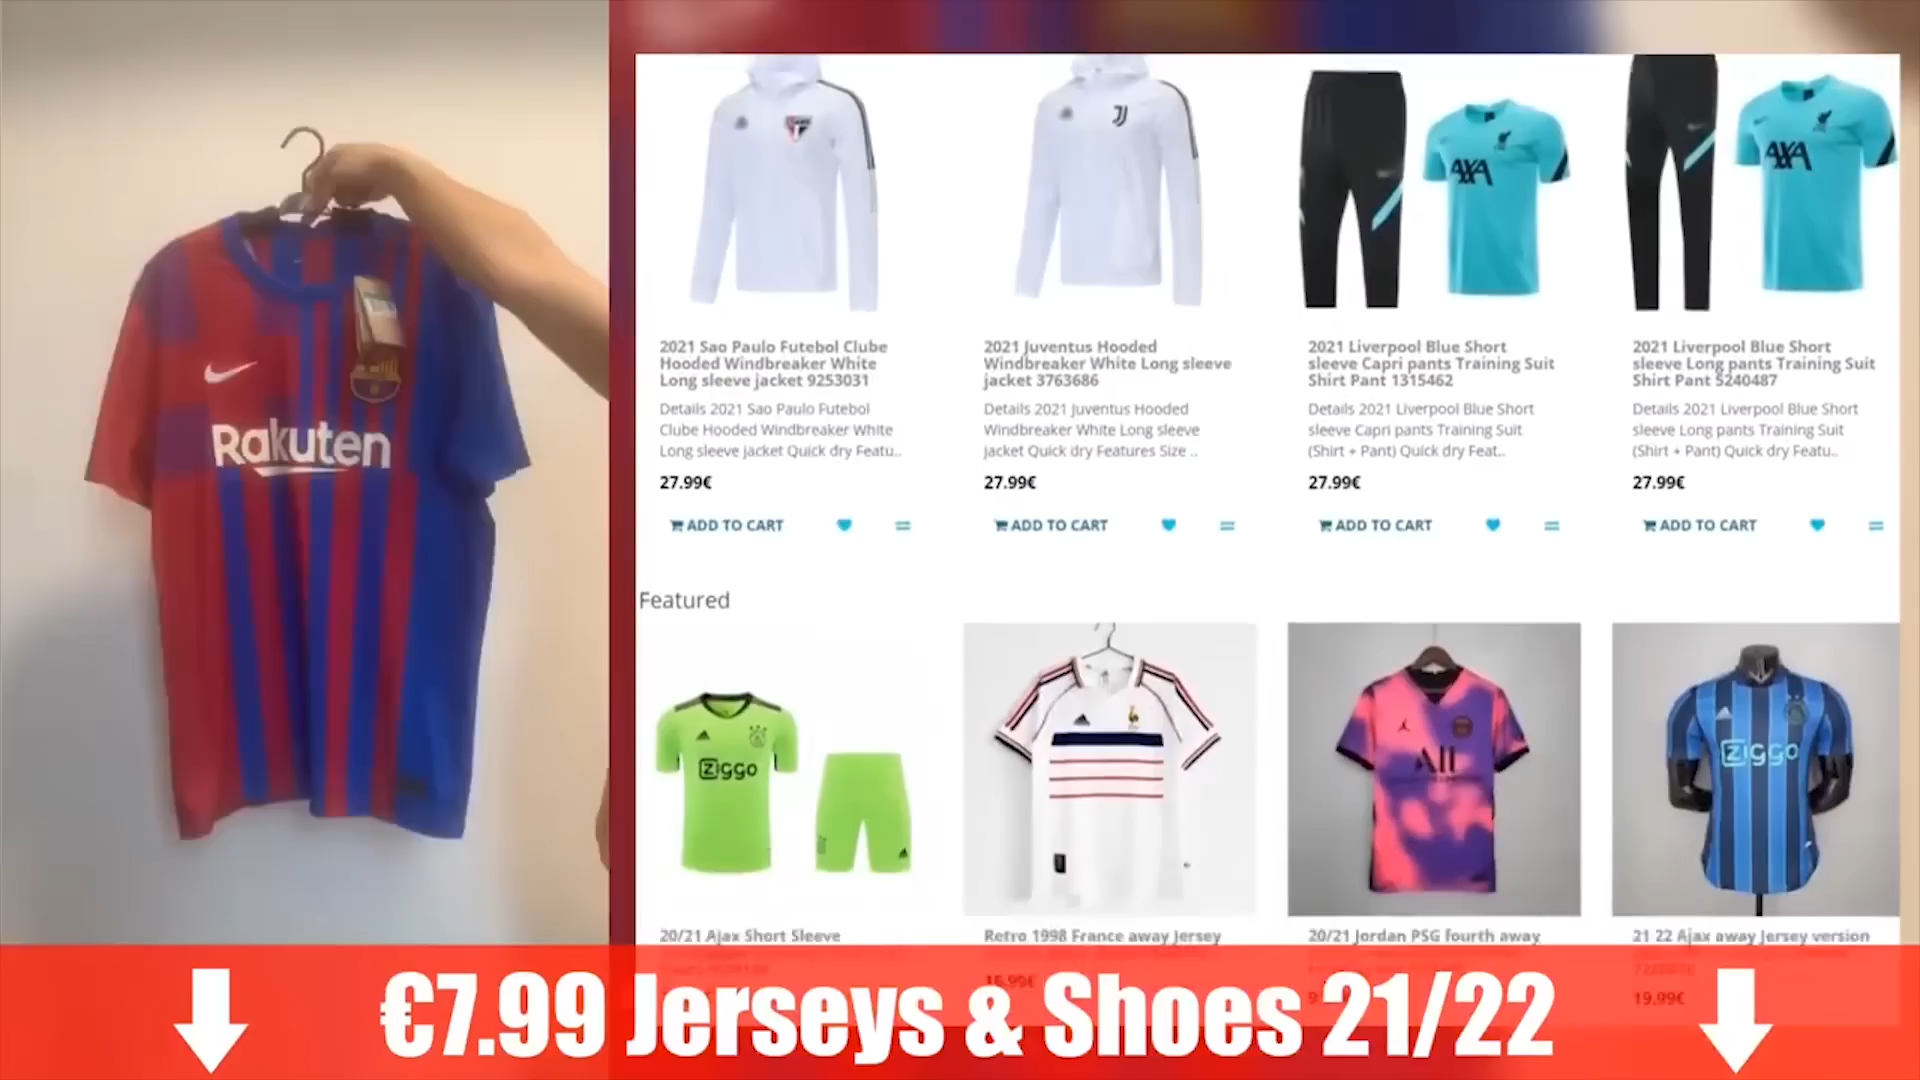 Rakuten
AXA
AXA
2021 Sao Paulo Futebol Clube
Hooded Windbreaker White
Long sleeve jacket 9253031
Details 2021 Sao Paulo Futebol
Clube Hooded Windbreaker White
Long sleeve jacket Quick dry Featu..
27.99€
ADD TO CART
2021 Juventus Hooded
Windbreaker White Long sleeve
jacket 3763686
Details 2021 Juventus Hooded
Windbreaker White Long sleeve
jacket Quick dry Features Size ..
27.99€
ADD TO CART
2021 Liverpool Blue Short
sleeve Capri pants Training Suit
Shirt Pant 1315462
Details 2021 Liverpool Blue Short
sleeve Capri pants Training Suit
(Shirt + Pant) Quick dry Feat..
27.99€
ADD TO CART
2021 Liverpool Blue Short
sleeve Long pants Training Suit
Shirt Pant 5240487
Details 2021 Liverpool Blue Short
sleeve Long pants Training Suit
(Shirt + Pant) Quick dry Featu..
27.99€
ADD TO CART
Featured
Ziggo
All
Ziggo
20/21 Ajax Short Sleeve
Retro 1998 France away Jersey
16.99€
20/21 Jordan PSG fourth away
21 22 Ajax away Jersey version
19.99€
€7.99 Jerseys & Shoes 21/22